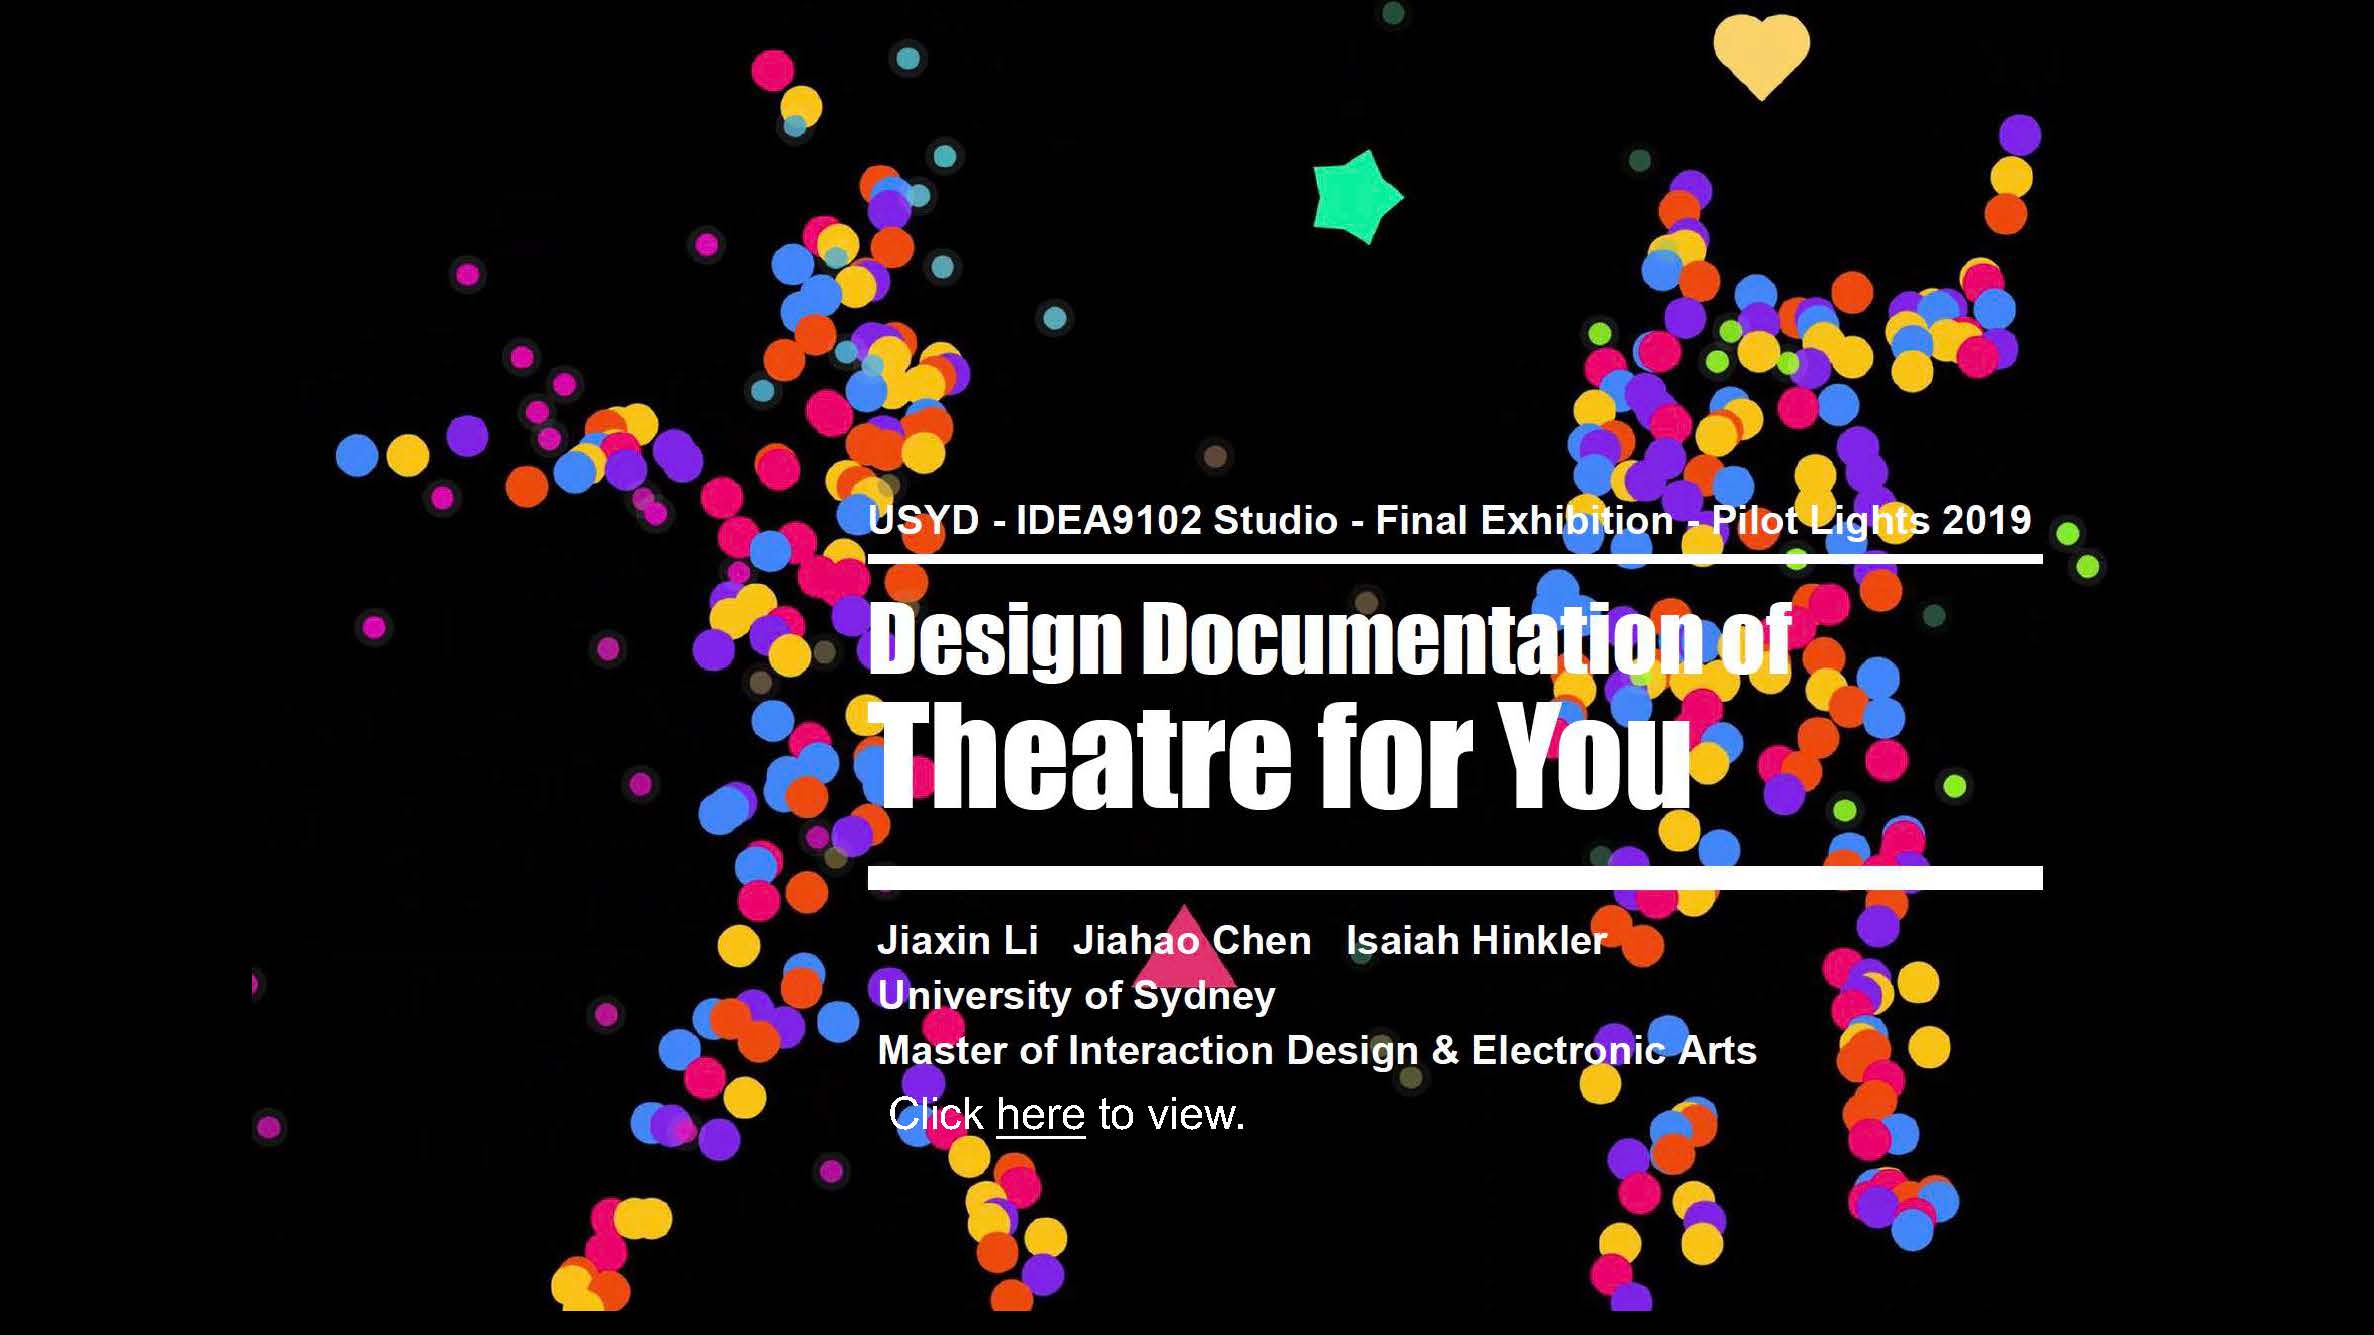 USYD - IDEA9102 Studio - Final Exhibition - Pilot Lights 2019
Design Documentation of
Theatre for You
Jiaxin Li   Jiahao Chen   Isaiah Hinkler
University of Sydney
Master of Interaction Design & Electronic Arts
Click here to view.